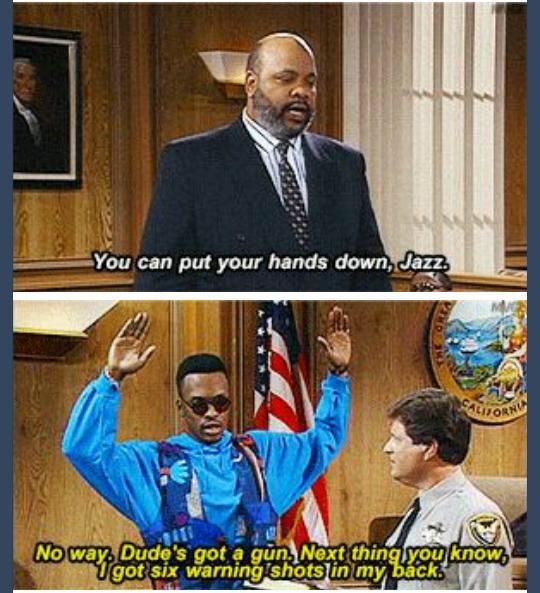 You can put your hands down, Jazz.
CALIFORNIA
No way. Dude's got a gun. Next thing you know,
I got six warning shots in my back.